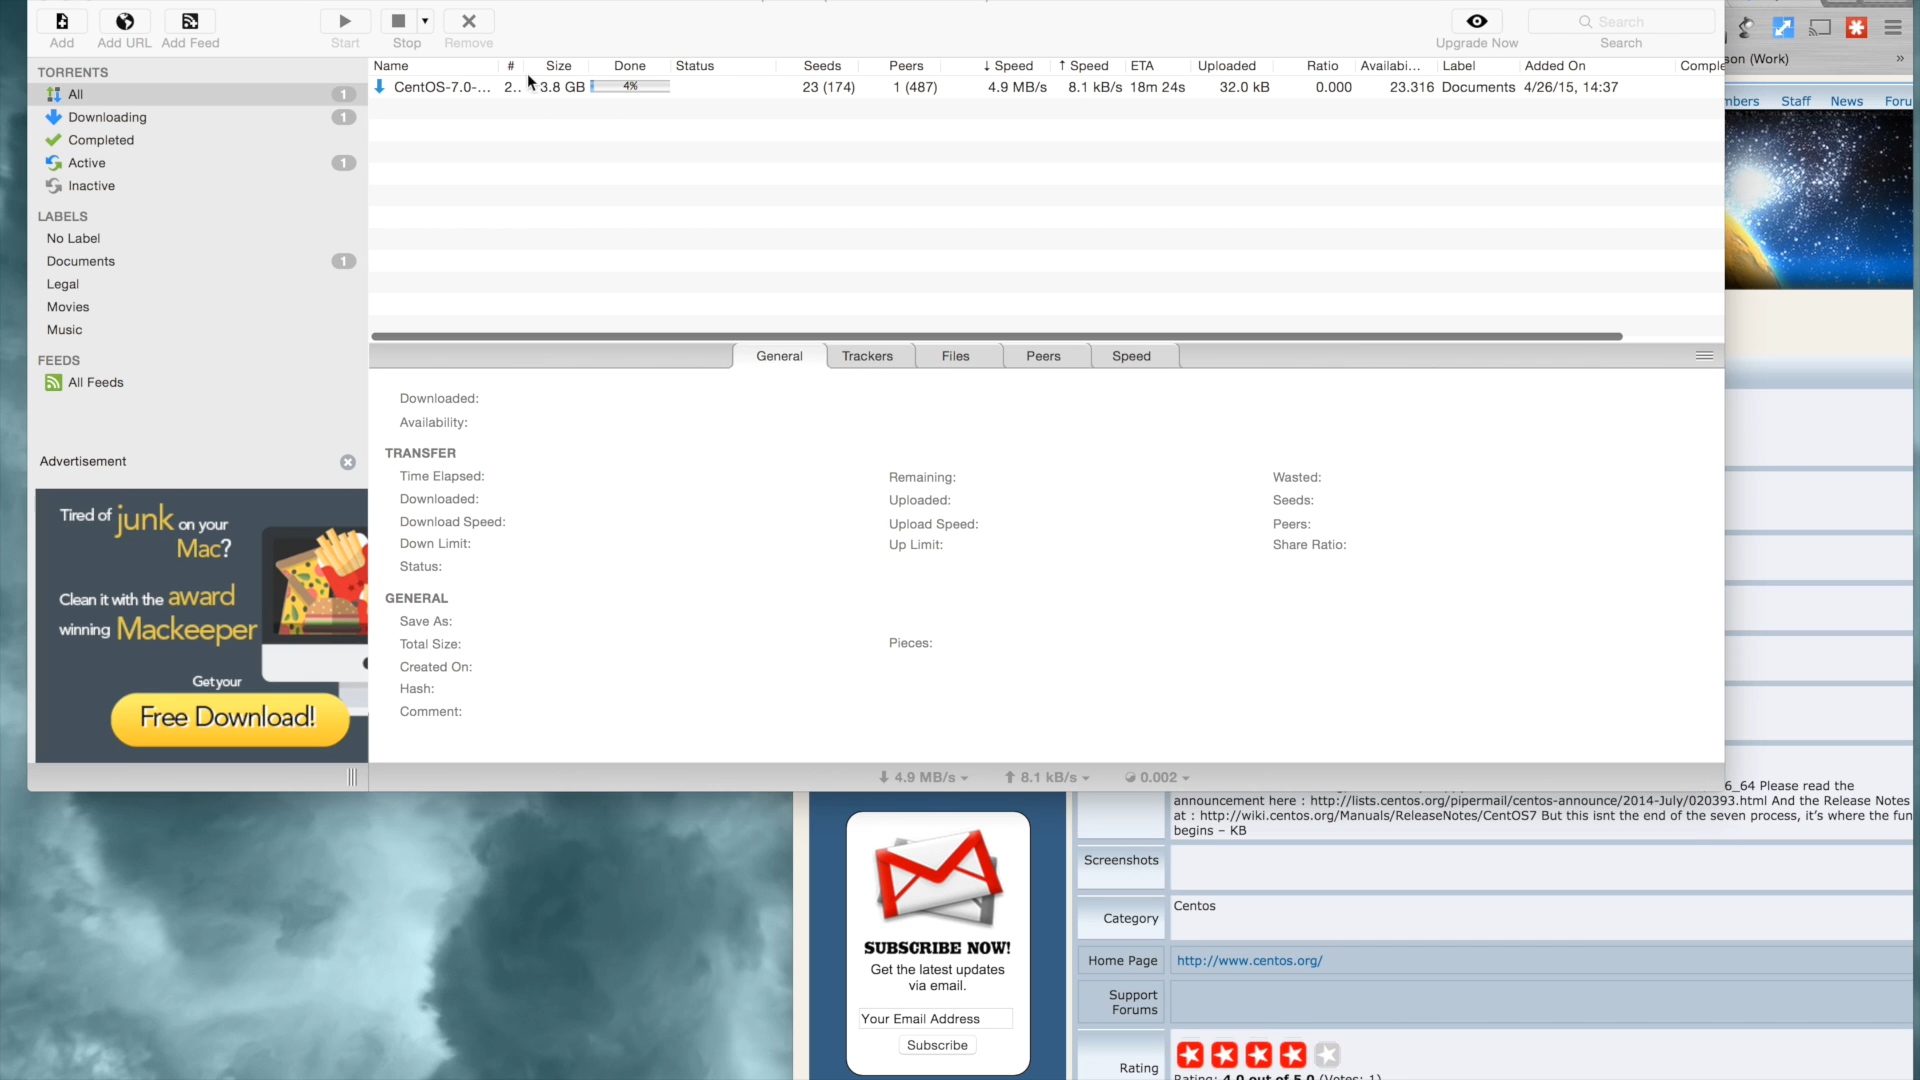 Add
Add URL
Add Feed
Start
Stop
Remove
Upgrade Now
Search
Search
TORRENTS
All 1
Downloading 1
Completed
Active 1
Inactive
LABELS
No Label
Documents 1
Legal
Movies
Music
FEEDS
All Feeds
Advertisement
Tired of junk on your
Mac?
Clean it with the award
winning Mackeeper
Get your
Free Download!
Name # Size Done Status Seeds Peers ↓ Speed ↑ Speed ETA Uploaded Ratio Availabi... Label Added On Comple
CentOS-7.0-... 2.. 3.8 GB 4% 23 (174) 1 (487) 4.9 MB/s 8.1 kB/s 18m 24s 32.0 kB 0.000 23.316 Documents 4/26/15, 14:37
General Trackers Files Peers Speed
Downloaded:
Availability:
TRANSFER
Time Elapsed: Remaining: Wasted:
Downloaded: Uploaded: Seeds:
Download Speed: Upload Speed: Peers:
Down Limit: Up Limit: Share Ratio:
Status:
GENERAL
Save As:
Total Size: Pieces:
Created On:
Hash:
Comment:
4.9 MB/s 8.1 kB/s 0.002
son (Work) »
mbers Staff News Foru
SUBSCRIBE NOW!
Get the latest updates
via email.
Your Email Address
Subscribe
6_64 Please read the
announcement here : http://lists.centos.org/pipermail/centos-announce/2014-July/020393.html And the Release Notes
at : http://wiki.centos.org/Manuals/ReleaseNotes/CentOS7 But this isnt the end of the seven process, it's where the fun
begins – KB
Screenshots
Category Centos
Home Page http://www.centos.org/
Support
Forums
Rating
Rating: 4.0 out of 5.0 (Votes: 1)